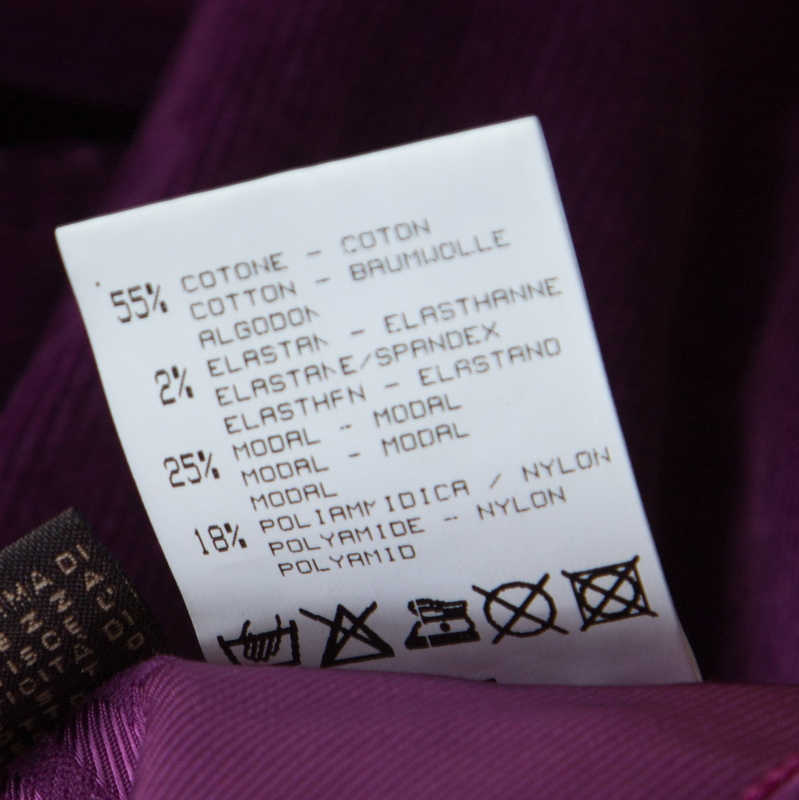 55% COTONE - COTON
COTTON - BAUMWOLLE
ALGODON
2% ELASTAN - ELASTHANNE
ELASTANE/SPANDEX
ELASTHAN - ELASTANO
25% MODAL - MODAL
MODAL - MODAL
MODAL
18% POLIAMMIDICA / NYLON
POLYAMIDE - NYLON
POLYAMID